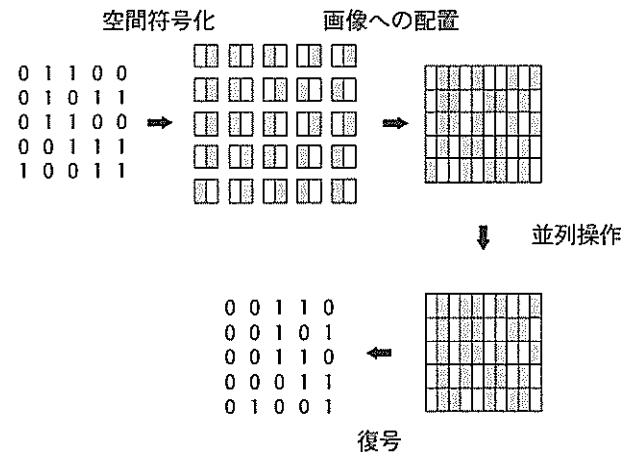 空間符号化
画像への配置
0 1 1 0 0
0 1 0 1 1
0 1 1 0 0
0 0 1 1 1
1 0 0 1 1
並列操作
0 0 1 1 0
0 0 1 0 1
0 0 1 1 0
0 0 0 1 1
0 1 0 0 1
復号